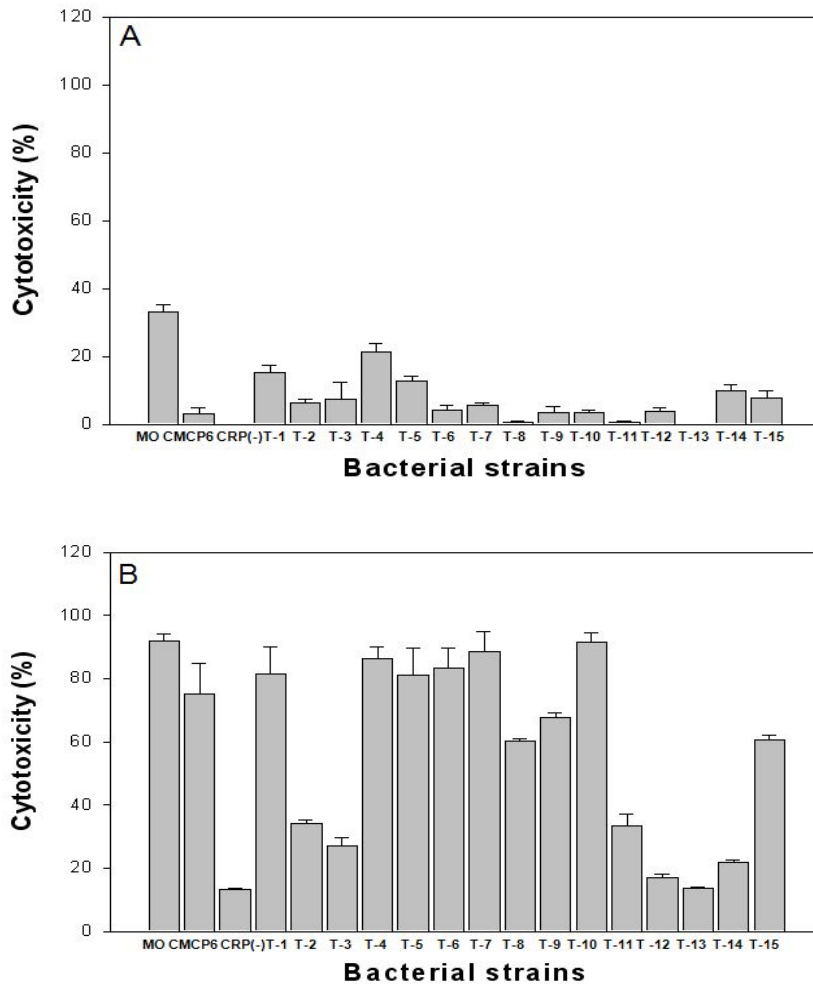 A
Cytotoxicity (%)
120
100
80
60
40
20
0
MO CMCP6 CRP(-) T-1 T-2 T-3 T-4 T-5 T-6 T-7 T-8 T-9 T-10 T-11 T-12 T-13 T-14 T-15
Bacterial strains
B
Cytotoxicity (%)
120
100
80
60
40
20
0
MO CMCP6 CRP(-) T-1 T-2 T-3 T-4 T-5 T-6 T-7 T-8 T-9 T-10 T-11 T -12 T-13 T-14 T-15
Bacterial strains